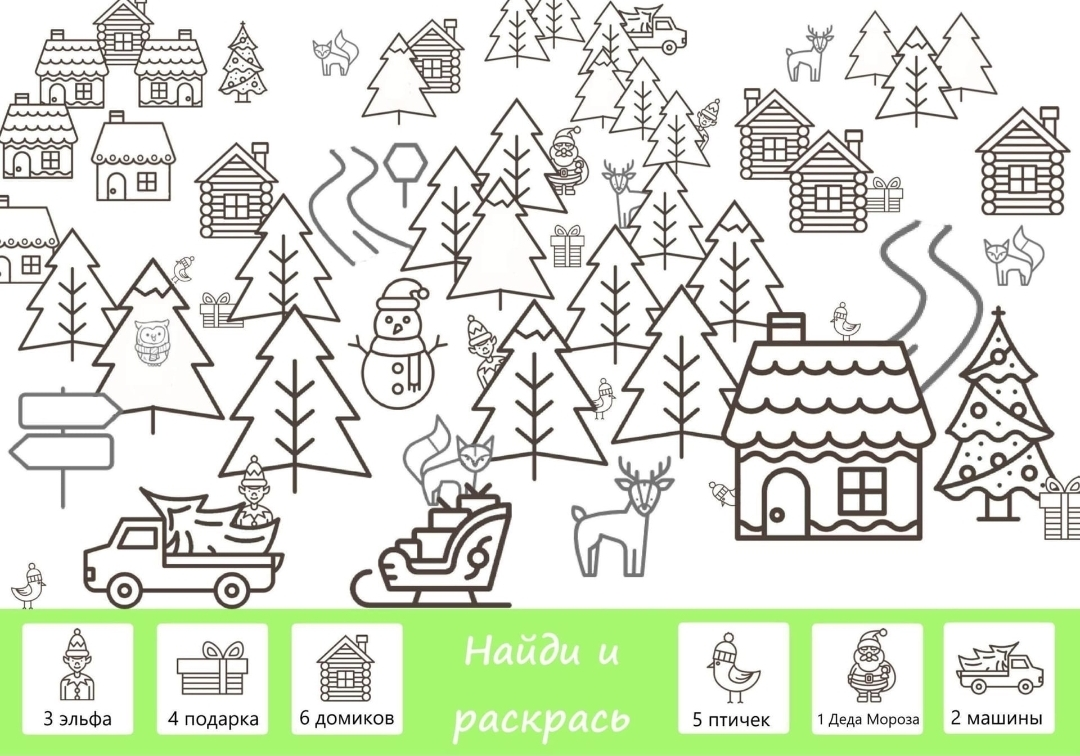 Найди и
раскрась
3 эльфа
4 подарка
6 домиков
5 птичек
1 Деда Мороза
2 машины